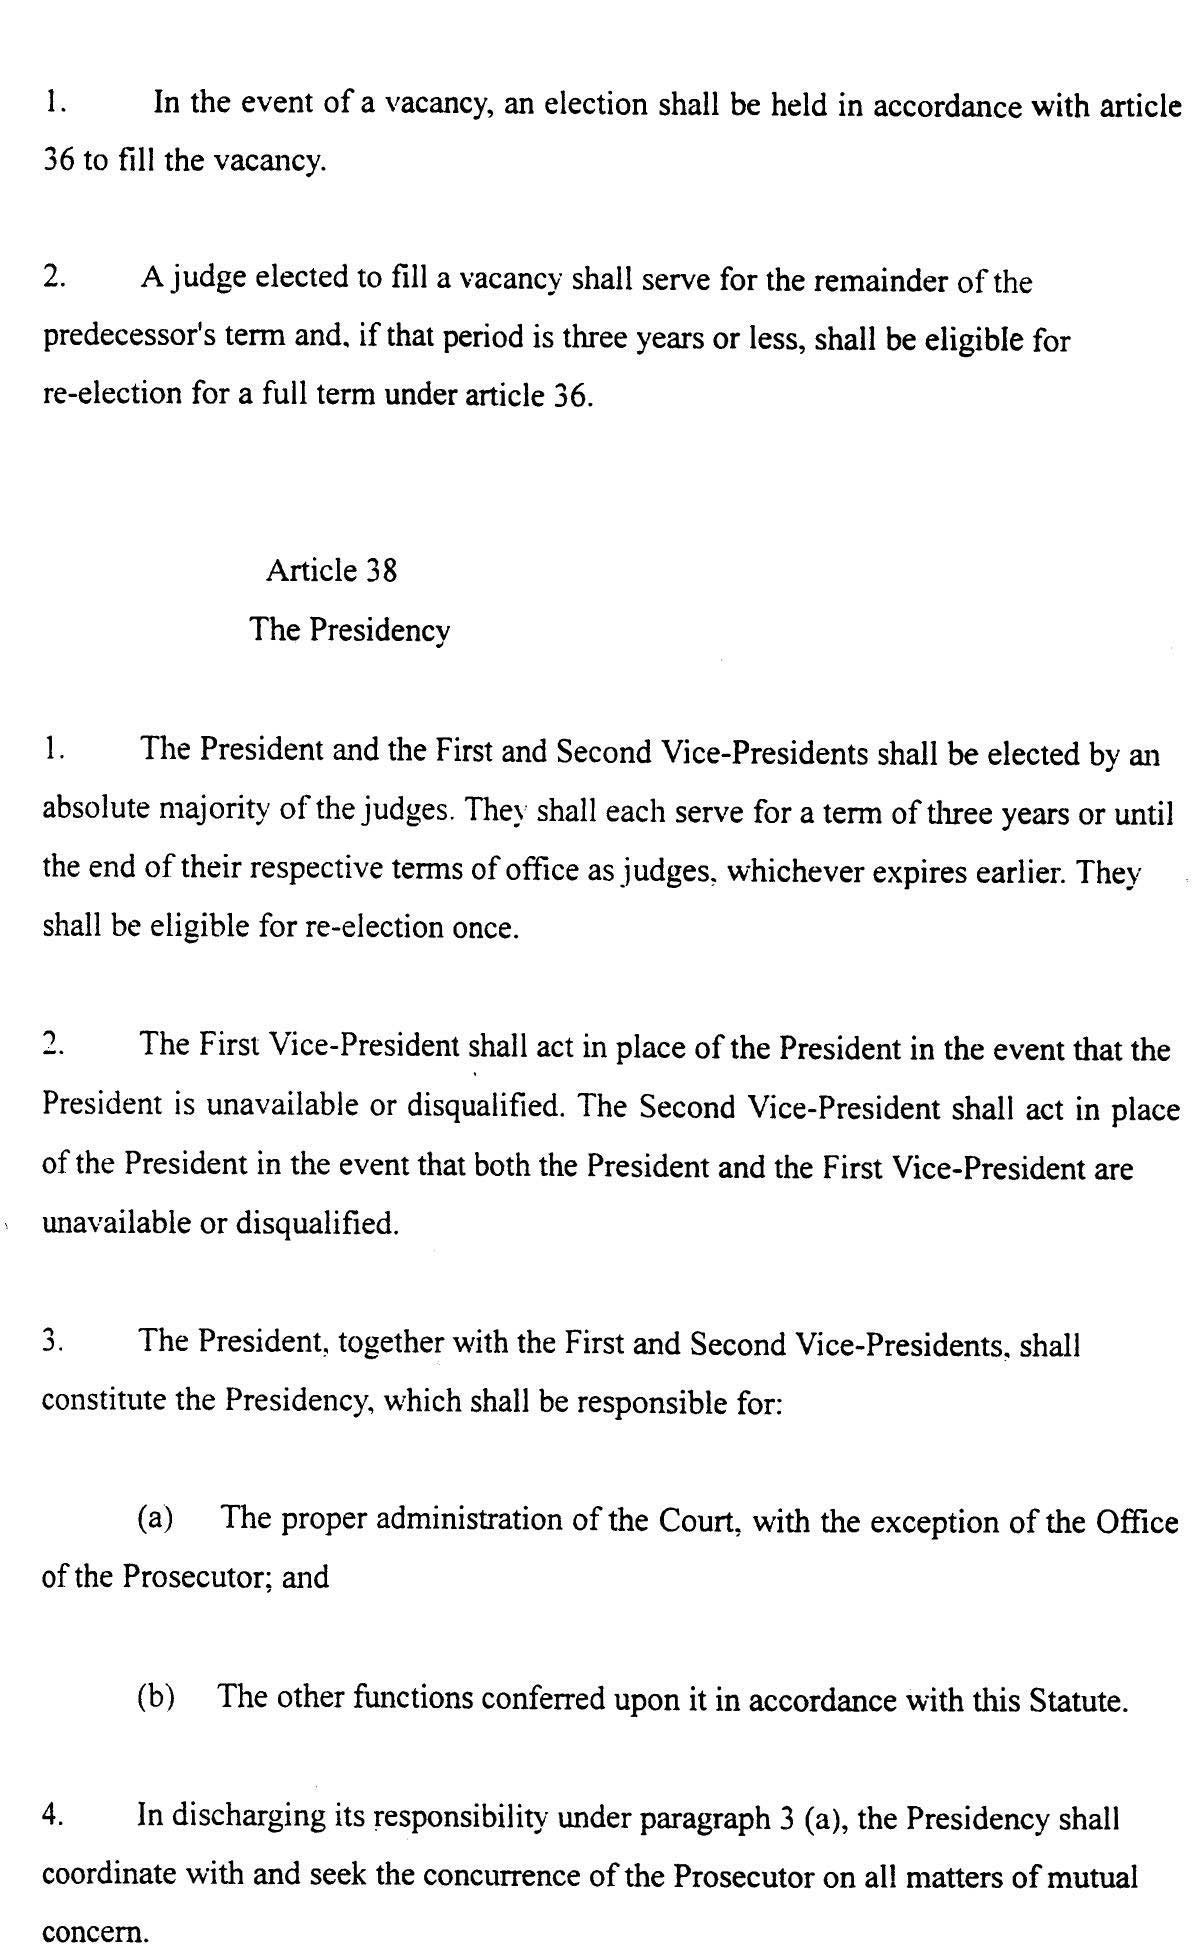 1. In the event of a vacancy, an election shall be held in accordance with article
36 to fill the vacancy.
2. A judge elected to fill a vacancy shall serve for the remainder of the
predecessor's term and, if that period is three years or less, shall be eligible for
re-election for a full term under article 36.
Article 38
The Presidency
1. The President and the First and Second Vice-Presidents shall be elected by an
absolute majority of the judges. They shall each serve for a term of three years or until
the end of their respective terms of office as judges, whichever expires earlier. They
shall be eligible for re-election once.
2. The First Vice-President shall act in place of the President in the event that the
President is unavailable or disqualified. The Second Vice-President shall act in place
of the President in the event that both the President and the First Vice-President are
unavailable or disqualified.
3. The President, together with the First and Second Vice-Presidents, shall
constitute the Presidency, which shall be responsible for:
(a) The proper administration of the Court, with the exception of the Office
of the Prosecutor; and
(b) The other functions conferred upon it in accordance with this Statute.
4. In discharging its responsibility under paragraph 3 (a), the Presidency shall
coordinate with and seek the concurrence of the Prosecutor on all matters of mutual
concern.